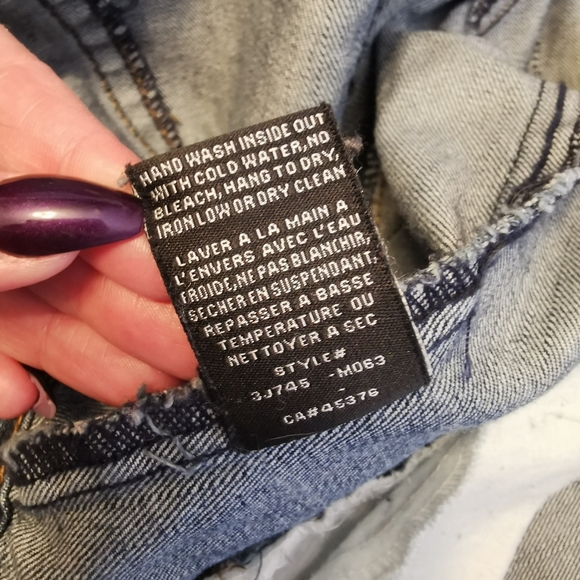 HAND WASH INSIDE OUT
WITH COLD WATER, NO
BLEACH, HANG TO DRY,
IRON LOW OR DRY CLEAN
LAVER A LA MAIN A
L'ENVERS AVEC L'EAU
FROIDE, NE PAS BLANCHIR,
SECHER EN SUSPENDANT.
REPASSER A BASSE
TEMPERATURE OU
NETTOYER A SEC
STYLE#
3J745 -M063
-
CA#45376